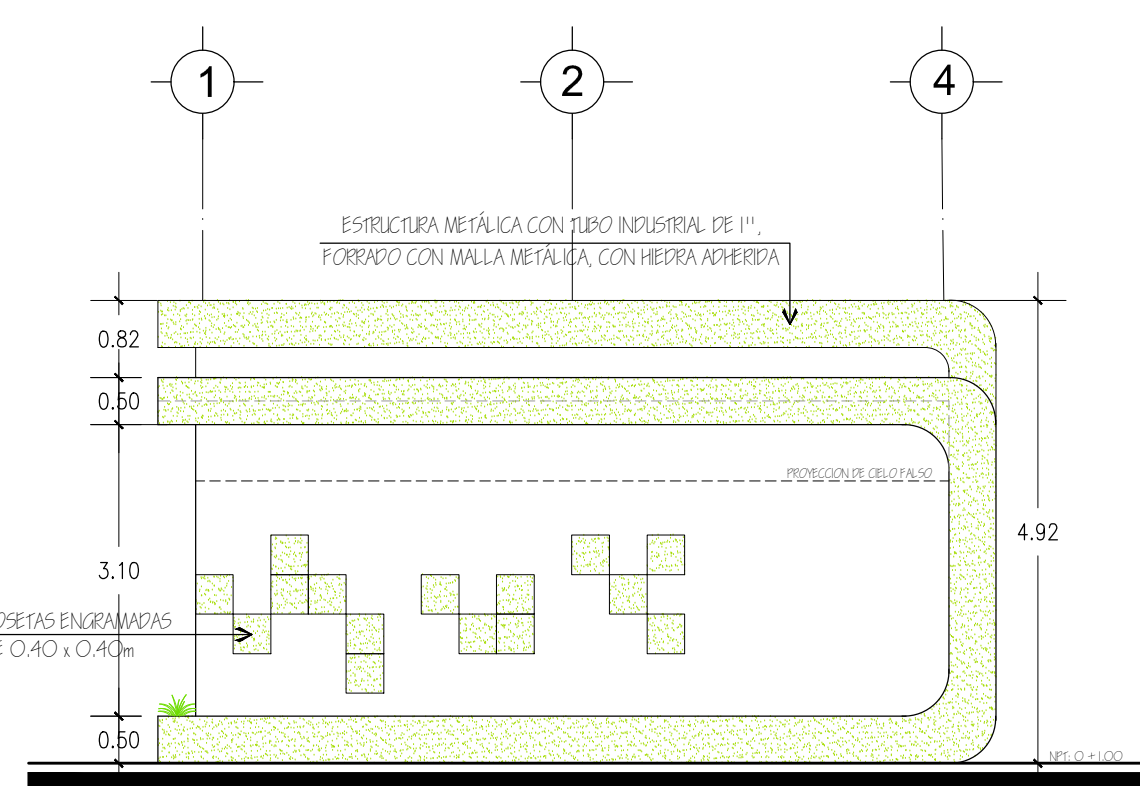 1 2 4
ESTRUCTURA METÁLICA CON TUBO INDUSTRIAL DE 1'',
FORRADO CON MALLA METÁLICA, CON HIEDRA ADHERIDA
0.82
0.50
PROYECCION DE CIELO FALSO
4.92
3.10
OSETAS ENGRAMADAS
E 0.40 x 0.40m
0.50
NPT: 0 + 1.00